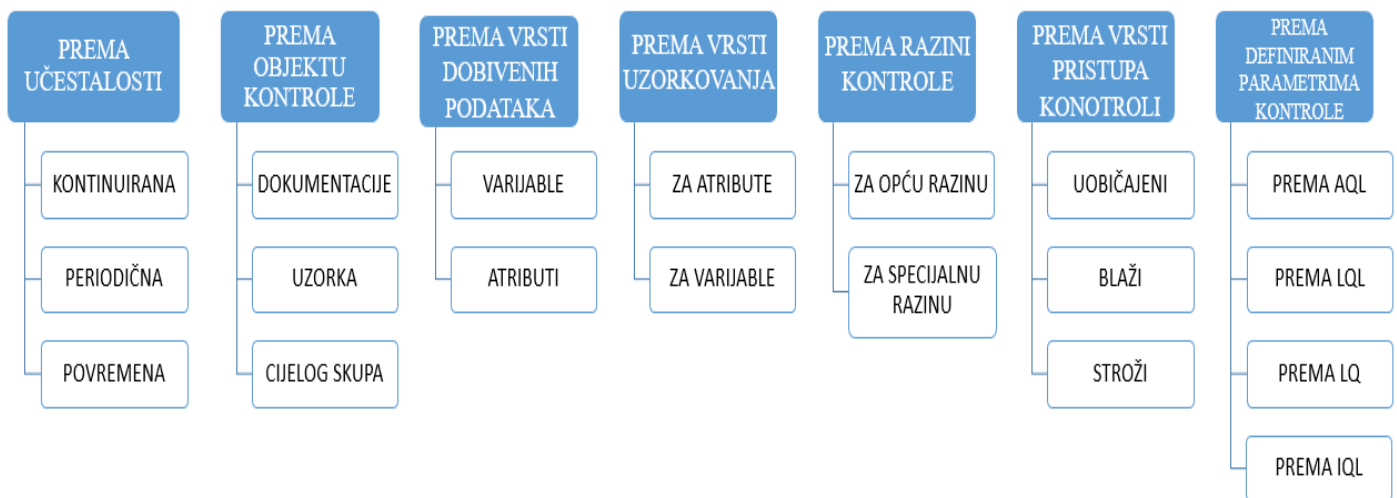 PREMA
UČESTALOSTI
KONTINUIRANA
PERIODIČNA
POVREMENA
PREMA
OBJEKTU
KONTROLE
DOKUMENTACIJE
UZORKA
CIJELOG SKUPA
PREMA VRSTI
DOBIVENIH
PODATAKA
VARIJABLE
ATRIBUTI
PREMA VRSTI
UZORKOVANJA
ZA ATRIBUTE
ZA VARIJABLE
PREMA RAZINI
KONTROLE
ZA OPĆU RAZINU
ZA SPECIJALNU
RAZINU
PREMA VRSTI
PRISTUPA
KONOTROLI
UOBIČAJENI
BLAŽI
STROŽI
PREMA
DEFINIRANIM
PARAMETRIMA
KONTROLE
PREMA AQL
PREMA LQL
PREMA LQ
PREMA IQL